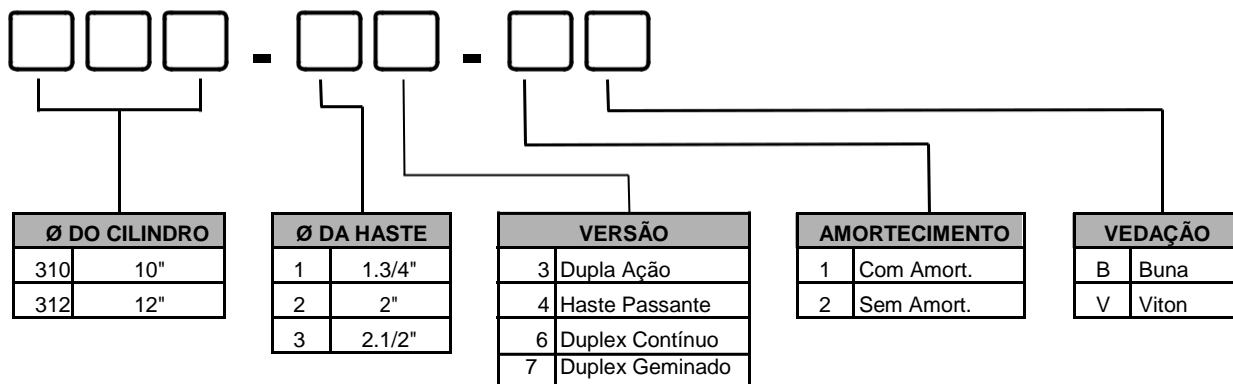 - -
Ø DO CILINDRO
310 10"
312 12"
Ø DA HASTE
1 1.3/4"
2 2"
3 2.1/2"
VERSÃO
3 Dupla Ação
4 Haste Passante
6 Duplex Contínuo
7 Duplex Geminado
AMORTECIMENTO
1 Com Amort.
2 Sem Amort.
VEDAÇÃO
B Buna
V Viton